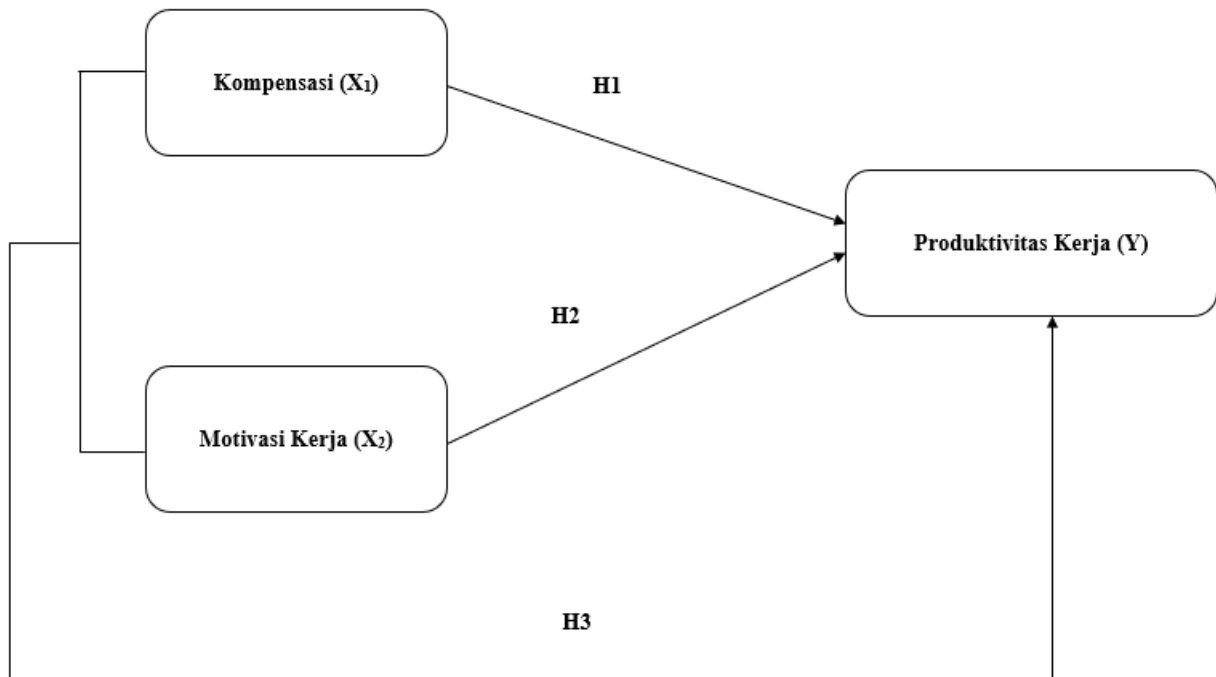 Kompensasi (X₁)
H1
Produktivitas Kerja (Y)
H2
Motivasi Kerja (X₂)
H3